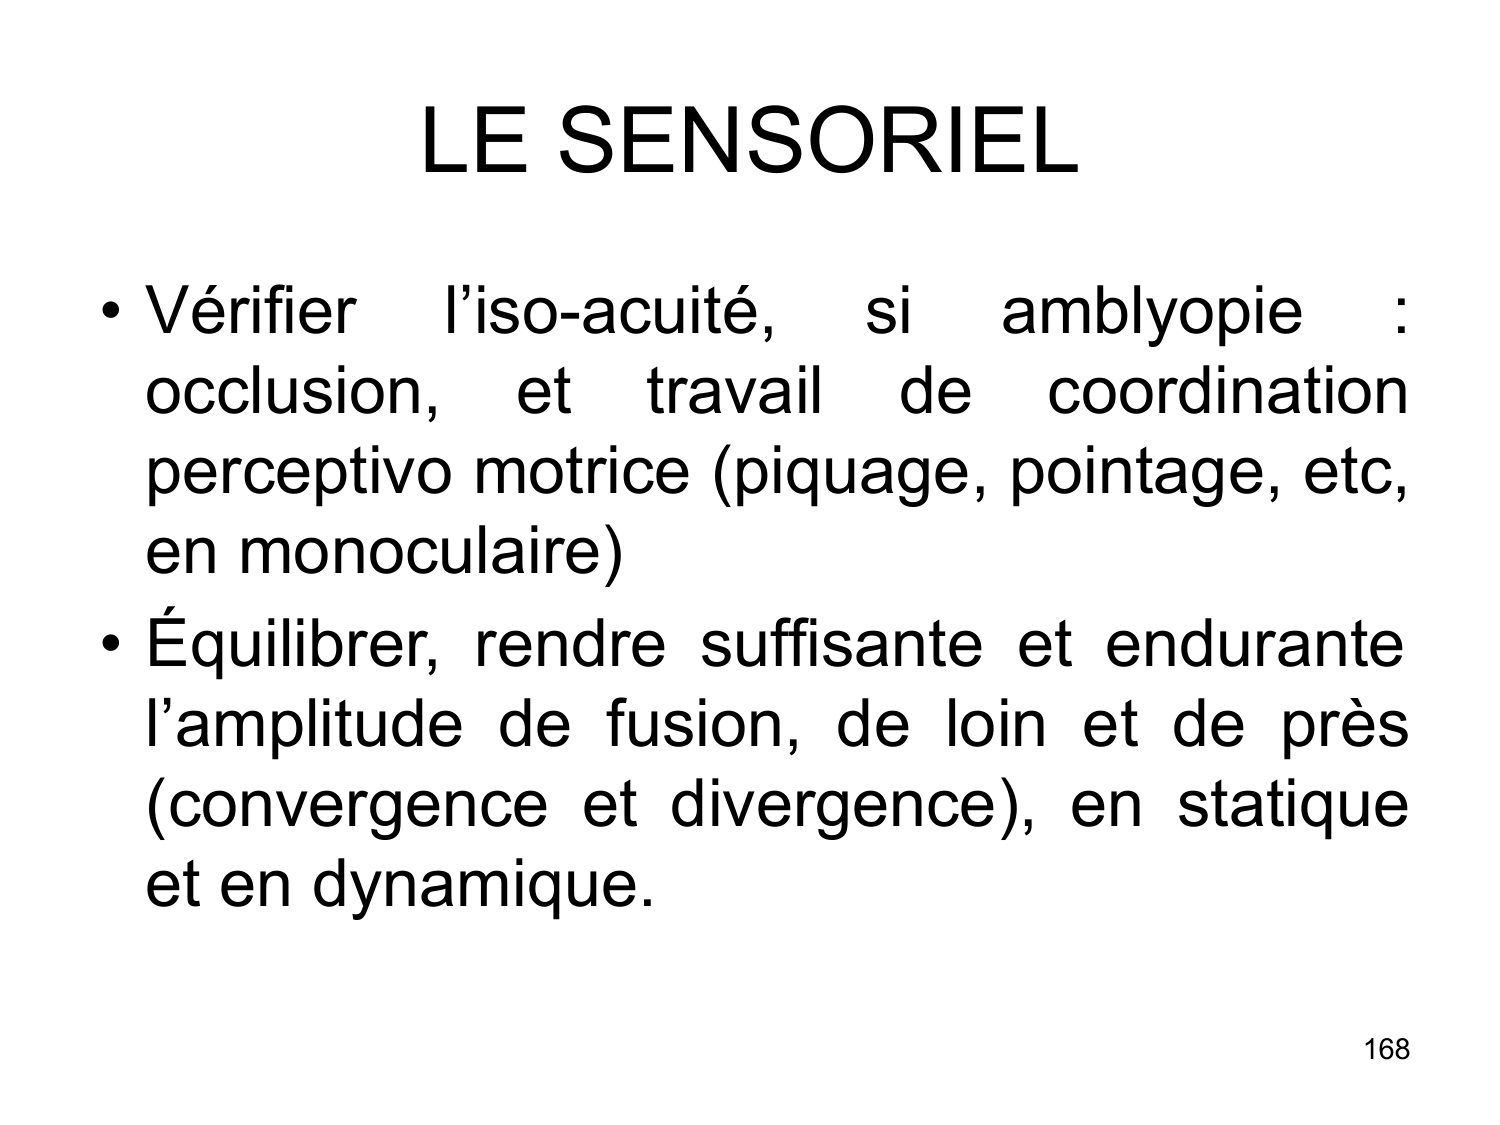 LE SENSORIEL
• Vérifier l’iso-acuité, si amblyopie :
occlusion, et travail de coordination
perceptivo motrice (piquage, pointage, etc,
en monoculaire)
• Équilibrer, rendre suffisante et endurante
l’amplitude de fusion, de loin et de près
(convergence et divergence), en statique
et en dynamique.
168